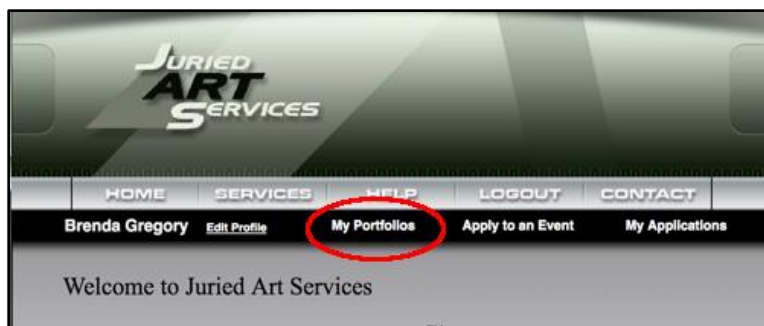 JURIED
ART
SERVICES
HOME SERVICES HELP LOGOUT CONTACT
Brenda Gregory Edit Profile My Portfolios Apply to an Event My Applications
Welcome to Juried Art Services